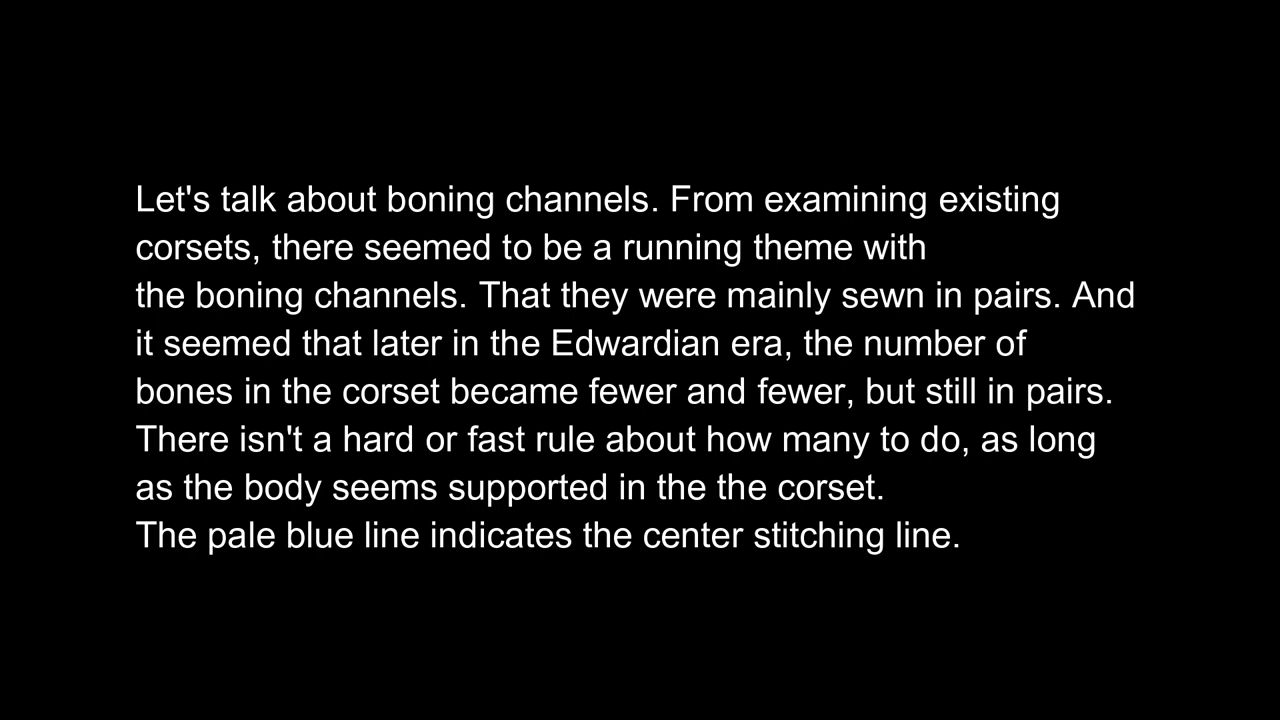 Let's talk about boning channels. From examining existing
corsets, there seemed to be a running theme with
the boning channels. That they were mainly sewn in pairs. And
it seemed that later in the Edwardian era, the number of
bones in the corset became fewer and fewer, but still in pairs.
There isn't a hard or fast rule about how many to do, as long
as the body seems supported in the the corset.
The pale blue line indicates the center stitching line.